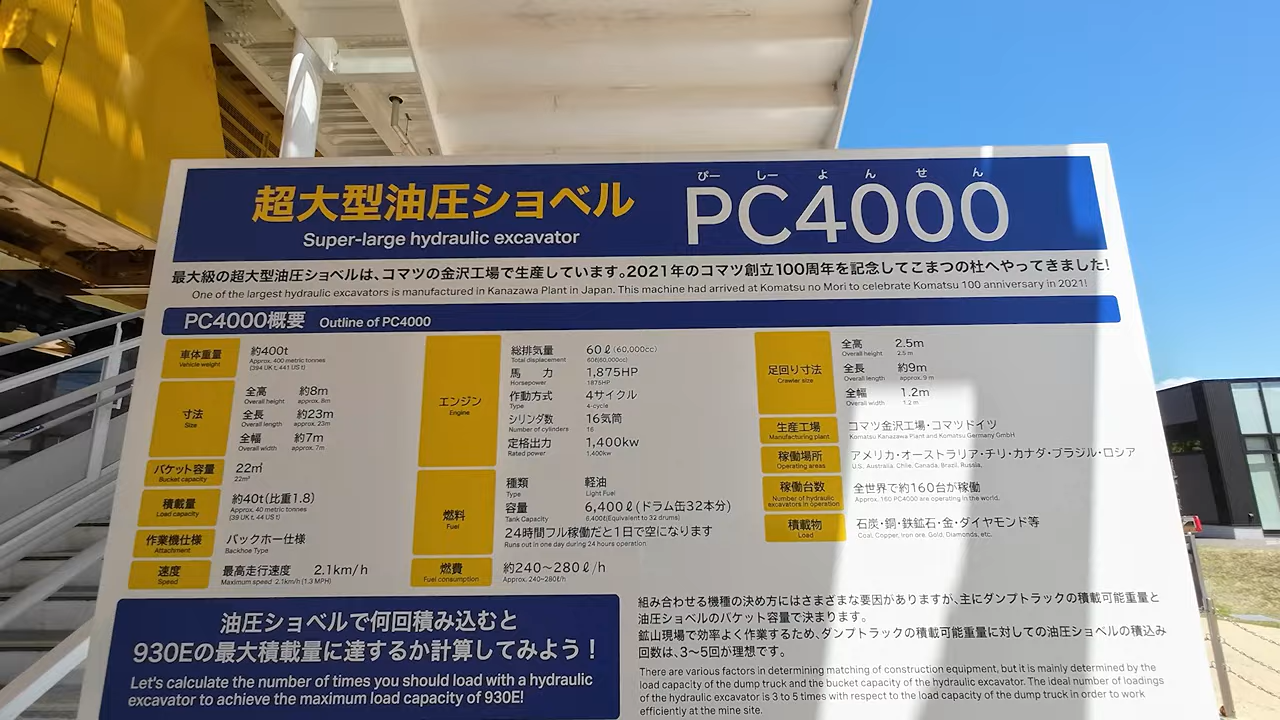 超大型油圧ショベル
Super-large hydraulic excavator
ぴー しー よ ん せ ん
PC4000
最大級の超大型油圧ショベルは、コマツの金沢工場で生産しています。2021年のコマツ創立100周年を記念してこまつの杜へやってきました!
One of the largest hydraulic excavators is manufactured in Kanazawa Plant in Japan. This machine had arrived at Komatsu no Mori to celebrate Komatsu 100 anniversary in 2021!
PC4000概要 Outline of PC4000
車体重量 約400t
Vehicle weight Approx. 400 metric tonnes
(394 UK t, 441 US t)
寸法
Size
全高 約8m
Overall height approx. 8m
全長 約23m
Overall length approx. 23m
全幅 約7m
Overall width approx. 7m
バケット容量 22㎥
Bucket capacity 22m³
積載量 約40t(比重1.8)
Load capacity Approx. 40 metric tonnes
(39 UK t, 44 US t)
作業機仕様 バックホー仕様
Attachment Backhoe Type
速度 最高走行速度 2.1km/h
Speed Maximum speed 2.1km/h (1.3 MPH)
エンジン
Engine
総排気量 60ℓ(60,000cc)
Total displacement 60ℓ(60,000cc)
馬 力 1,875HP
Horsepower 1875HP
作動方式 4サイクル
Type 4-cycle
シリンダ数 16気筒
Number of cylinders 16
定格出力 1,400kw
Rated power 1,400kw
燃料
Fuel
種類 軽油
Type Light Fuel
容量 6,400ℓ(ドラム缶32本分)
Tank Capacity 6,400ℓ(Equivalent to 32 drums)
24時間フル稼働だと1日で空になります
Runs out in one day during 24 hours operation
燃費 約240~280ℓ/h
Fuel consumption Approx. 240-280ℓ/h
足回り寸法
Crawler size
全高 2.5m
Overall height 2.5 m
全長 約9m
Overall length approx. 9 m
全幅 1.2m
Overall width 1.2 m
生産工場 コマツ金沢工場・コマツドイツ
Manufacturing plant Komatsu Kanazawa Plant and Komatsu Germany GmbH
稼働場所 アメリカ・オーストラリア・チリ・カナダ・ブラジル・ロシア
Operating areas U.S., Australia, Chile, Canada, Brazil, Russia,
稼働台数 全世界で約160台が稼働
Number of hydraulic excavators in operation Approx. 160 PC4000 are operating in the world.
積載物 石炭・銅・鉄鉱石・金・ダイヤモンド等
Load Coal, Copper, Iron ore, Gold, Diamonds, etc.
油圧ショベルで何回積み込むと
930Eの最大積載量に達するか計算してみよう!
Let's calculate the number of times you should load with a hydraulic
excavator to achieve the maximum load capacity of 930E!
組み合わせる機種の決め方にはさまざまな要因がありますが、主にダンプトラックの積載可能重量と
油圧ショベルのバケット容量で決まります。
鉱山現場で効率よく作業するため、ダンプトラックの積載可能重量に対しての油圧ショベルの積込み
回数は、3~5回が理想です。
There are various factors in determining matching of construction equipment, but it is mainly determined by the
load capacity of the dump truck and the bucket capacity of the hydraulic excavator. The ideal number of loadings
of the hydraulic excavator is 3 to 5 times with respect to the load capacity of the dump truck in order to work
efficiently at the mine site.